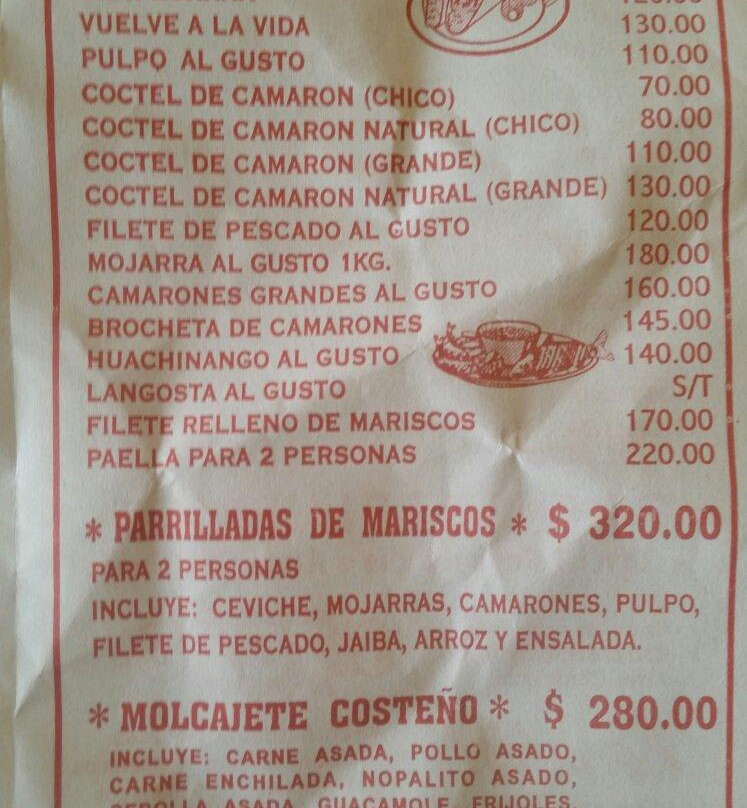 VUELVE A LA VIDA 130.00
PULPO AL GUSTO 110.00
COCTEL DE CAMARON (CHICO) 70.00
COCTEL DE CAMARON NATURAL (CHICO) 80.00
COCTEL DE CAMARON (GRANDE) 110.00
COCTEL DE CAMARON NATURAL (GRANDE) 130.00
FILETE DE PESCADO AL GUSTO 120.00
MOJARRA AL GUSTO 1KG. 180.00
CAMARONES GRANDES AL GUSTO 160.00
BROCHETA DE CAMARONES 145.00
HUACHINANGO AL GUSTO 140.00
LANGOSTA AL GUSTO S/T
FILETE RELLENO DE MARISCOS 170.00
PAELLA PARA 2 PERSONAS 220.00
* PARRILLADAS DE MARISCOS * $ 320.00
PARA 2 PERSONAS
INCLUYE: CEVICHE, MOJARRAS, CAMARONES, PULPO,
FILETE DE PESCADO, JAIBA, ARROZ Y ENSALADA.
* MOLCAJETE COSTEÑO * $ 280.00
INCLUYE: CARNE ASADA, POLLO ASADO,
CARNE ENCHILADA, NOPALITO ASADO,
CEBOLLA ASADA, GUACAMOLE, FRIJOLES,